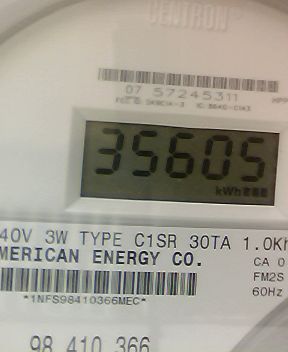 CENTRON®
07 57245311
35605
kWh
40V 3W TYPE C1SR 30TA 1.0Kh
MERICAN ENERGY CO.
CA 0
FM2S
60Hz
*1NFS98410366MEC*
98 410 366